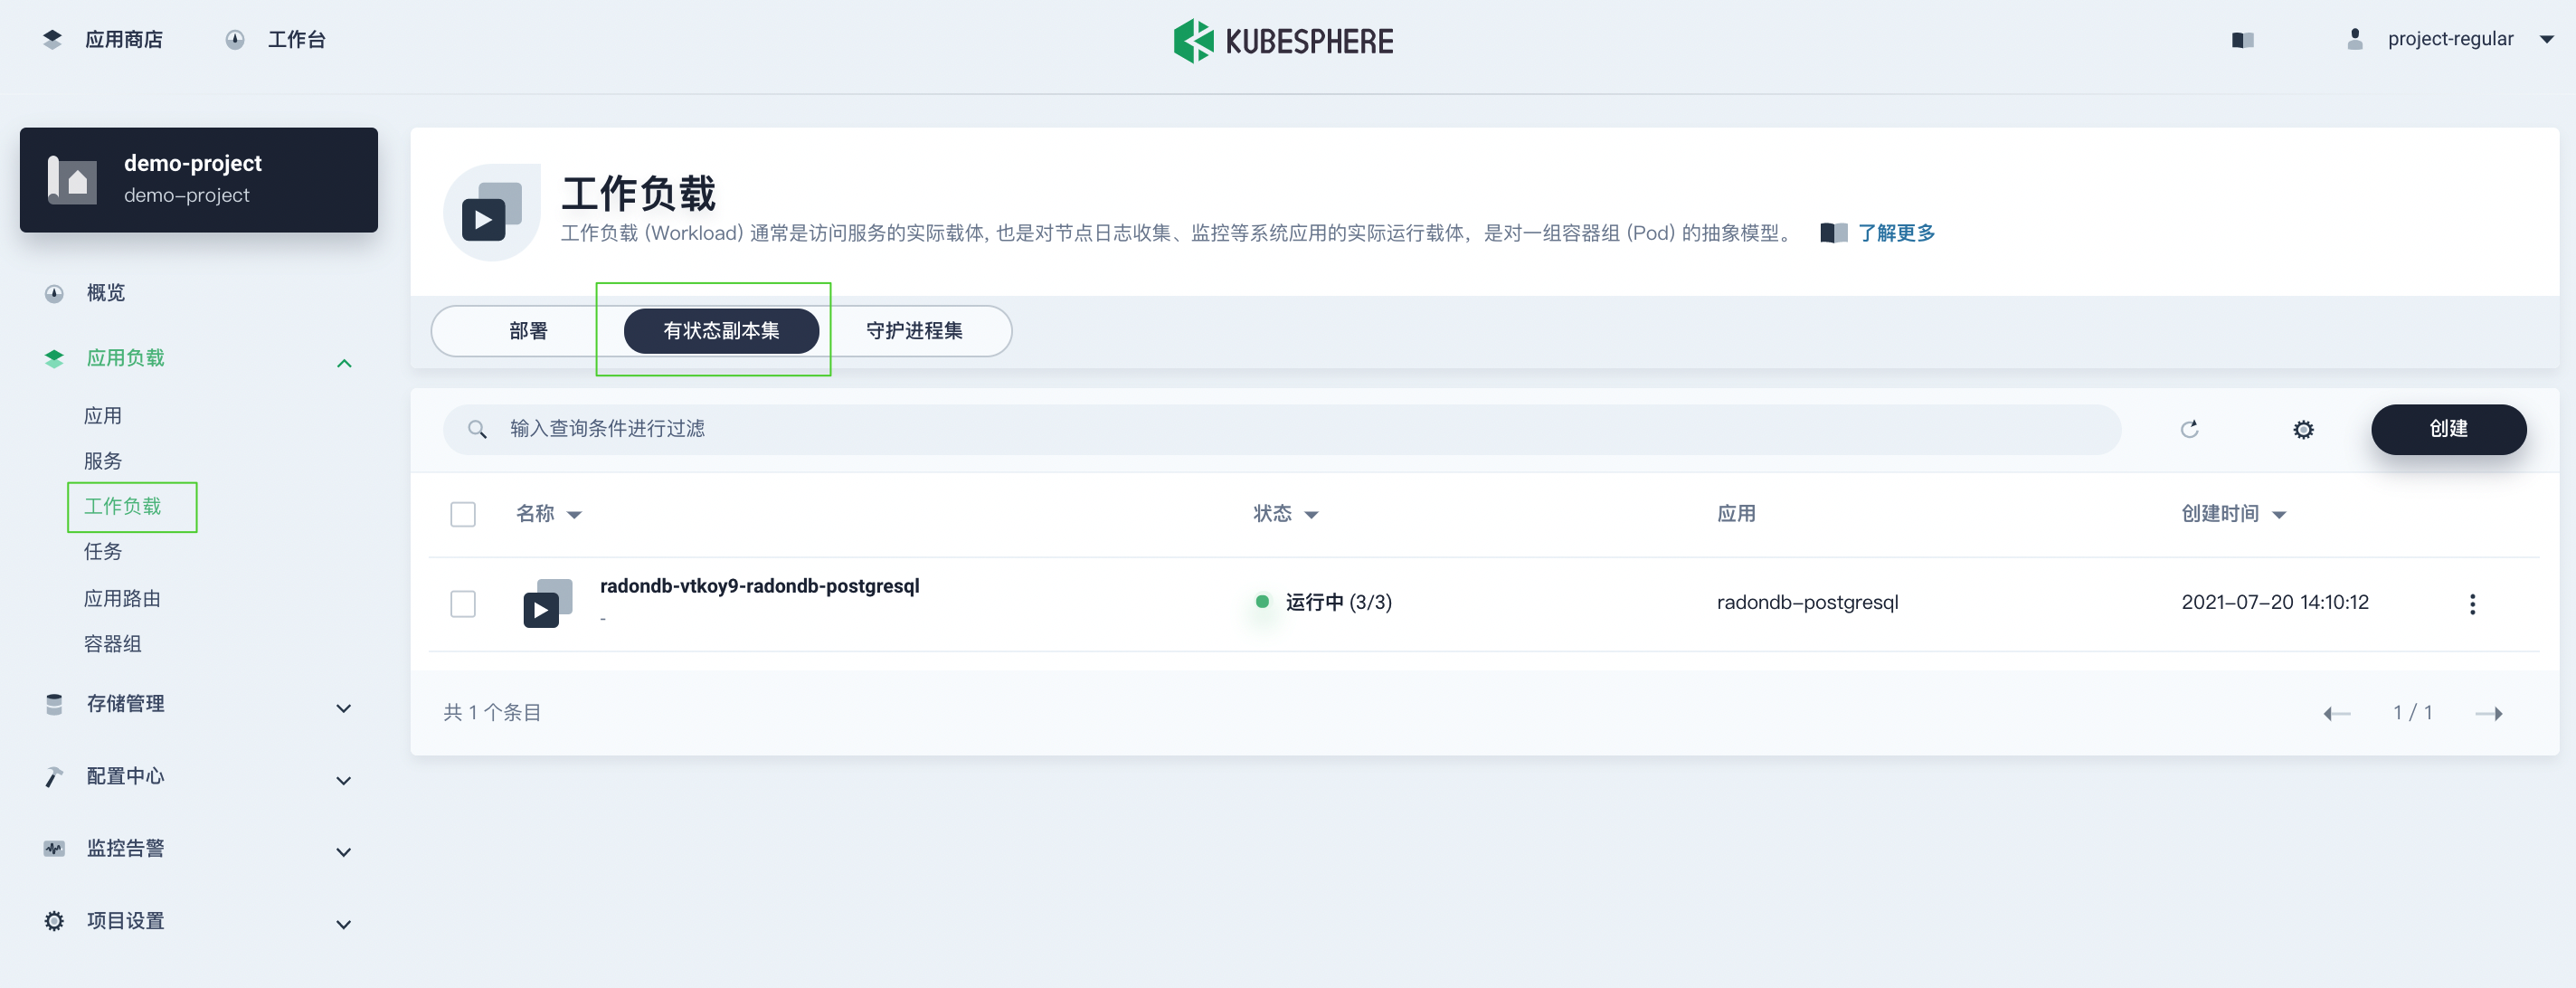 应用商店
工作台
KUBESPHERE
project-regular
demo-project
demo-project
概览
应用负载
应用
服务
工作负载
任务
应用路由
容器组
存储管理
配置中心
监控告警
项目设置
工作负载
工作负载 (Workload) 通常是访问服务的实际载体, 也是对节点日志收集、监控等系统应用的实际运行载体，是对一组容器组 (Pod) 的抽象模型。 了解更多
部署 有状态副本集 守护进程集
输入查询条件进行过滤
创建
名称 状态 应用 创建时间
radondb-vtkoy9-radondb-postgresql
-
运行中 (3/3)
radondb-postgresql
2021-07-20 14:10:12
共 1 个条目
1 / 1